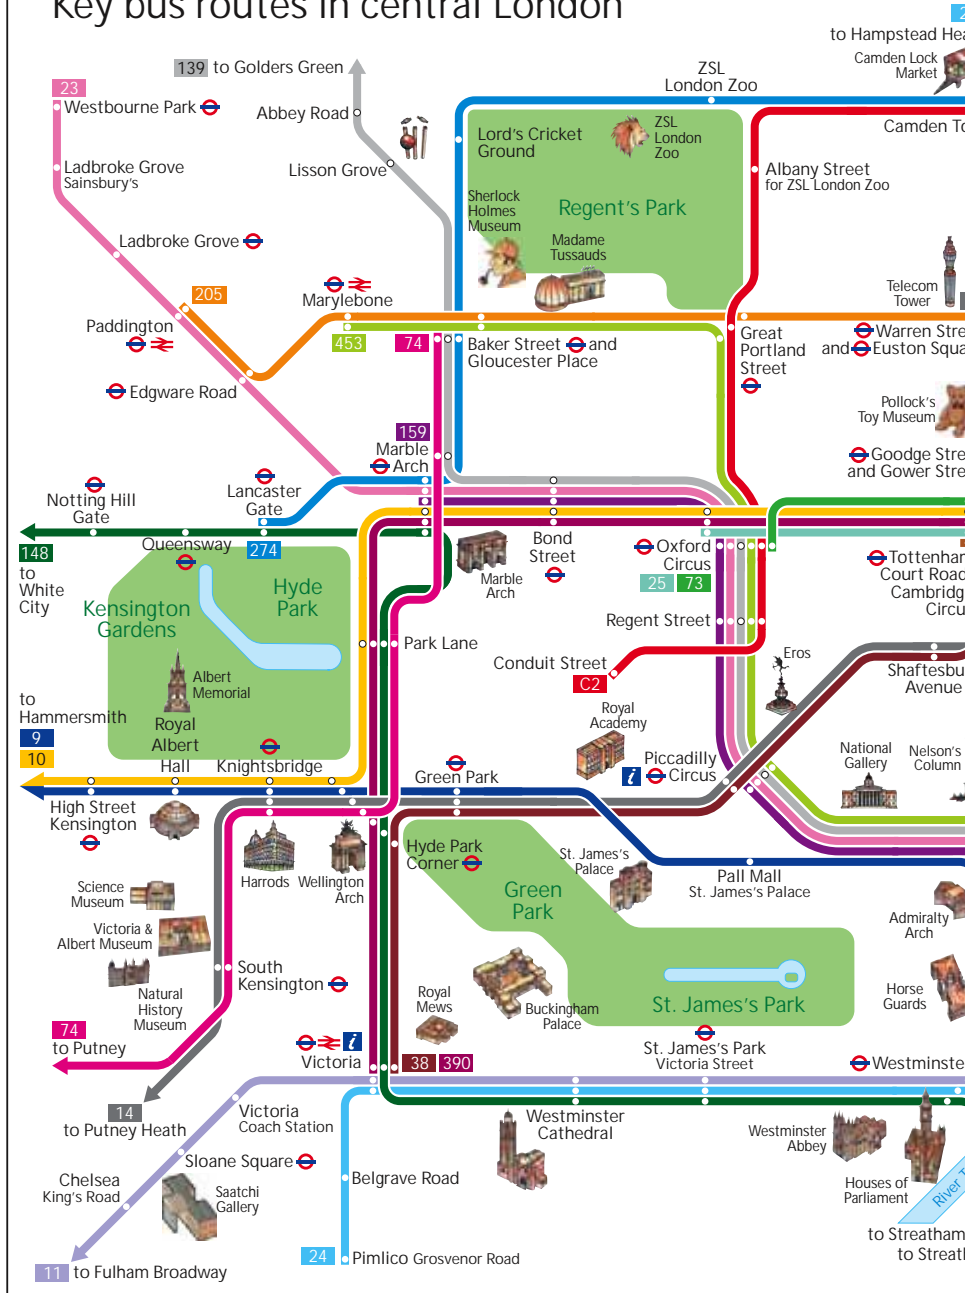 Key bus routes in central London
to Hampstead Hea
139 to Golders Green
23
Westbourne Park
Abbey Road
ZSL
London Zoo
Camden Lock
Market
Camden To
Lord's Cricket
Ground
ZSL
London
Zoo
Ladbroke Grove
Sainsbury's
Lisson Grove
Albany Street
for ZSL London Zoo
Sherlock
Holmes
Museum
Regent's Park
Ladbroke Grove
Madame
Tussauds
205
Marylebone
Telecom
Tower
Paddington
453
74
Baker Street and
Gloucester Place
Great
Portland
Street
Warren Stre
and Euston Squa
Edgware Road
Pollock's
Toy Museum
159
Marble
Arch
Goodge Stre
and Gower Stre
Notting Hill
Gate
Lancaster
Gate
148
to
White
City
Queensway
274
Bond
Street
Marble
Arch
Oxford
Circus
25 73
Tottenham
Court Road
Cambridg
Circu
Kensington
Gardens
Hyde
Park
Regent Street
Park Lane
Conduit Street
C2
Eros
Shaftesbu
Avenue
Albert
Memorial
to
Hammersmith
9
10
Royal
Albert
Hall
Royal
Academy
Knightsbridge
Green Park
Piccadilly
Circus
National
Gallery
Nelson's
Column
High Street
Kensington
Harrods
Wellington
Arch
Hyde Park
Corner
St. James's
Palace
Pall Mall
St. James's Palace
Science
Museum
Green
Park
Admiralty
Arch
Victoria &
Albert Museum
South
Kensington
Natural
History
Museum
Royal
Mews
Buckingham
Palace
St. James's Park
Horse
Guards
74
to Putney
Victoria
38 390
St. James's Park
Victoria Street
Westminste
14
to Putney Heath
Victoria
Coach Station
Westminster
Cathedral
Westminster
Abbey
Sloane Square
Chelsea
King's Road
Saatchi
Gallery
Belgrave Road
Houses of
Parliament
River T
to Streatham
to Streat
24 Pimlico Grosvenor Road
11 to Fulham Broadway